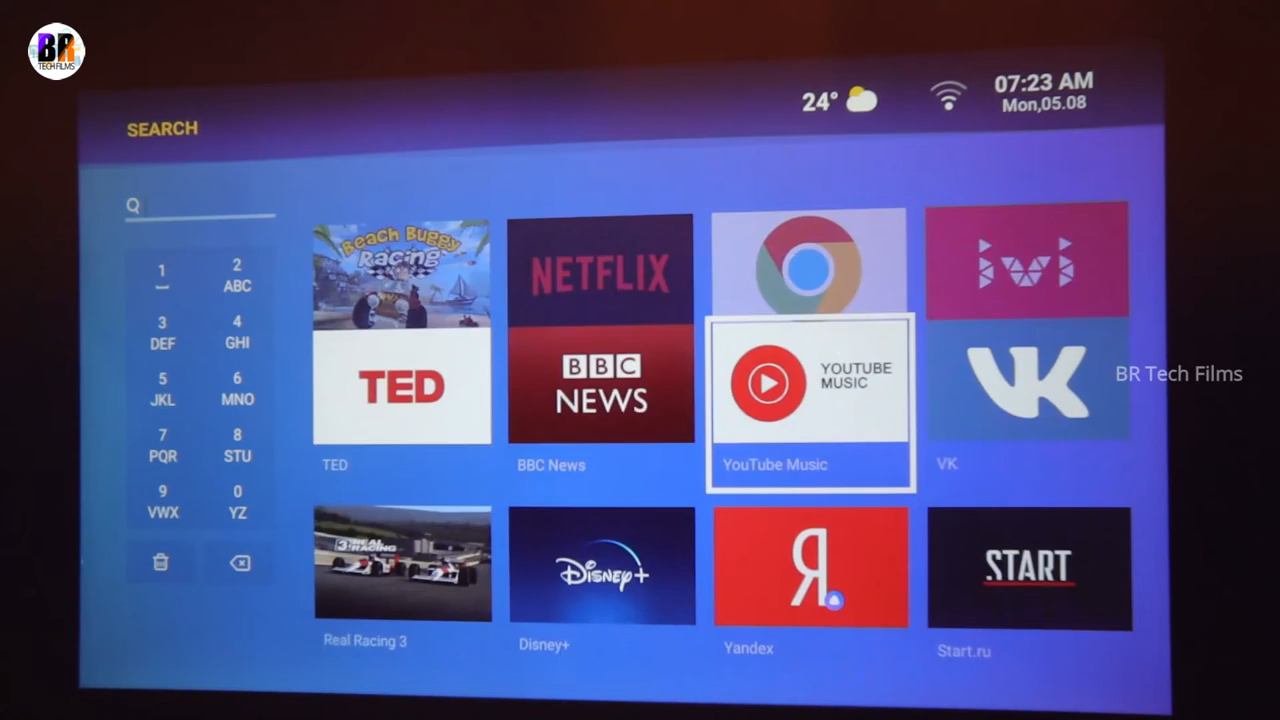 BR
TECH FILMS
SEARCH
24°
07:23 AM
Mon,05.08
1
2
ABC
3
DEF
4
GHI
5
JKL
6
MNO
7
PQR
8
STU
9
VWX
0
YZ
Beach Buggy
Racing
NETFLIX
ivi
TED
BBC
NEWS
YOUTUBE
MUSIC
VK
BR Tech Films
TED
BBC News
YouTube Music
VK
3 REAL
RACING
Disney+
Я
START
Real Racing 3
Disney+
Yandex
Start.ru